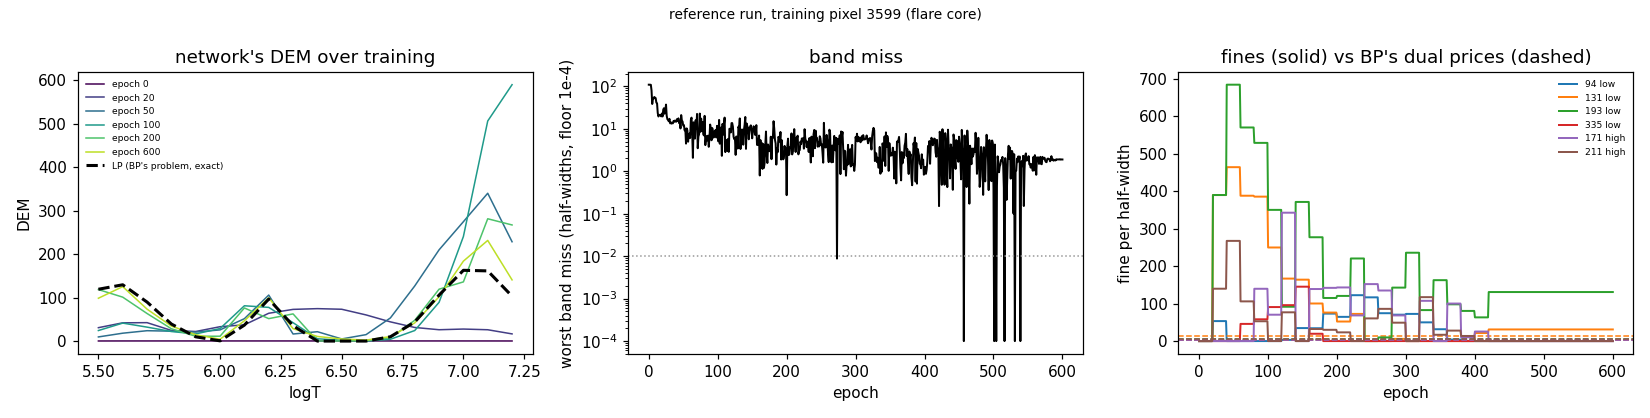 reference run, training pixel 3599 (flare core)
network's DEM over training
DEM
600
500
400
300
200
100
0
epoch 0
epoch 20
epoch 50
epoch 100
epoch 200
epoch 600
LP (BP's problem, exact)
5.50 5.75 6.00 6.25 6.50 6.75 7.00 7.25
logT
band miss
worst band miss (half-widths, floor 1e-4)
10²
10¹
10⁰
10⁻¹
10⁻²
10⁻³
10⁻⁴
0 100 200 300 400 500 600
epoch
fines (solid) vs BP's dual prices (dashed)
fine per half-width
700
600
500
400
300
200
100
0
94 low
131 low
193 low
335 low
171 high
211 high
0 100 200 300 400 500 600
epoch